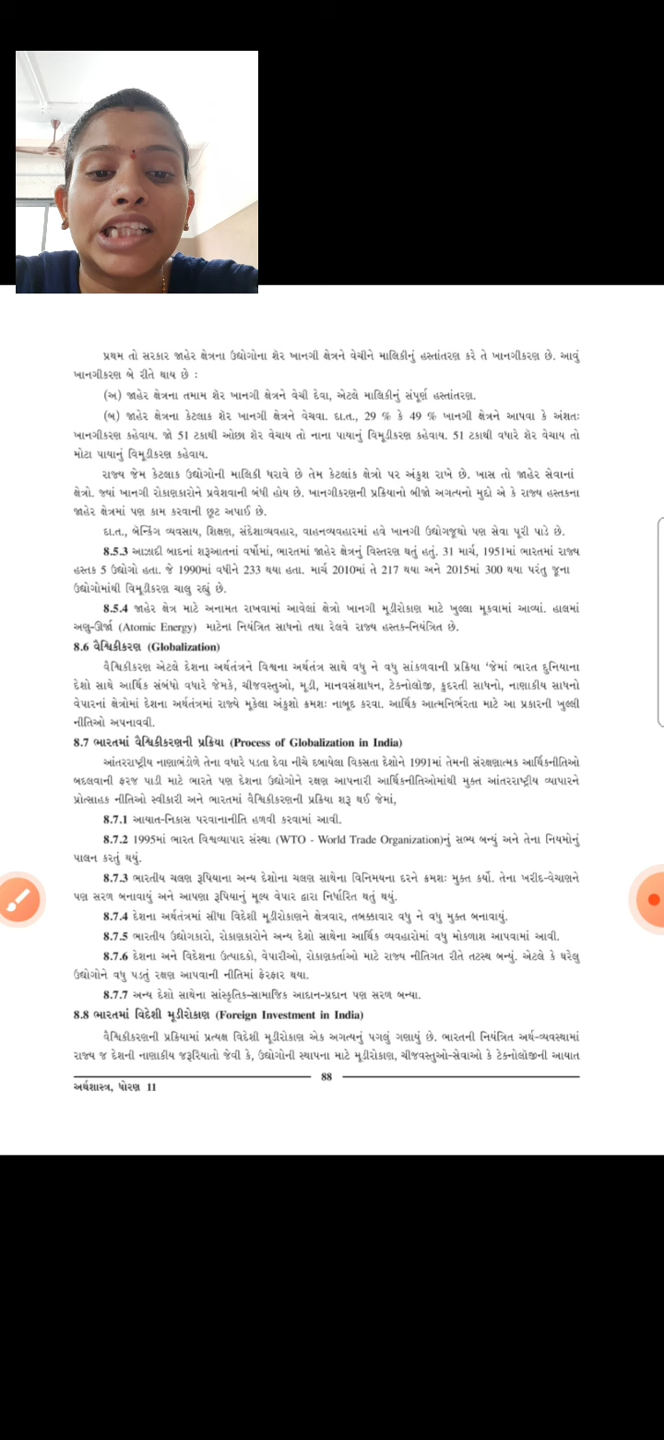 પ્રથમ તો સરકાર જાહેર ક્ષેત્રના ઉદ્યોગોના શૅર ખાનગી ક્ષેત્રને વેચીને માલિકીનું હસ્તાંતરણ કરે તે ખાનગીકરણ છે. આવું
ખાનગીકરણ બે રીતે થાય છે :
(અ) જાહેર ક્ષેત્રના તમામ શૅર ખાનગી ક્ષેત્રને વેચી દેવા, એટલે માલિકીનું સંપૂર્ણ હસ્તાંતરણ.
(બ) જાહેર ક્ષેત્રના કેટલાક શૅર ખાનગી ક્ષેત્રને વેચવા. દા.ત., 29 % કે 49 % ખાનગી ક્ષેત્રને આપવા કે અંશતઃ
ખાનગીકરણ કહેવાય. જો 51 ટકાથી ઓછા શૅર વેચાય તો નાના પાયાનું વિમૂડીકરણ કહેવાય. 51 ટકાથી વધારે શૅર વેચાય તો
મોટા પાયાનું વિમૂડીકરણ કહેવાય.
રાજ્ય જેમ કેટલાક ઉદ્યોગોની માલિકી ધરાવે છે તેમ કેટલાંક ક્ષેત્રો પર અંકુશ રાખે છે. ખાસ તો જાહેર સેવાનાં
ક્ષેત્રો. જ્યાં ખાનગી રોકાણકારોને પ્રવેશવાની બંધી હોય છે. ખાનગીકરણની પ્રક્રિયાનો બીજો અગત્યનો મુદ્દો એ કે રાજ્ય હસ્તકના
જાહેર ક્ષેત્રમાં પણ કામ કરવાની છૂટ અપાઈ છે.
દા.ત., બૅન્કિંગ વ્યવસાય, શિક્ષણ, સંદેશાવ્યવહાર, વાહનવ્યવહારમાં હવે ખાનગી ઉદ્યોગજૂથો પણ સેવા પૂરી પાડે છે.
8.5.3 આઝાદી બાદનાં શરૂઆતનાં વર્ષોમાં, ભારતમાં જાહેર ક્ષેત્રનું વિસ્તરણ થતું હતું. 31 માર્ચ, 1951માં ભારતમાં રાજ્ય
હસ્તક 5 ઉદ્યોગો હતા. જે 1990માં વધીને 233 થયા હતા. માર્ચ 2010માં તે 217 થયા અને 2015માં 300 થયા પરંતુ જૂના
ઉદ્યોગોમાંથી વિમૂડીકરણ ચાલુ રહ્યું છે.
8.5.4 જાહેર ક્ષેત્ર માટે અનામત રાખવામાં આવેલાં ક્ષેત્રો ખાનગી મૂડીરોકાણ માટે ખુલ્લા મૂકવામાં આવ્યાં. હાલમાં
અણુ-ઊર્જા (Atomic Energy) માટેના નિયંત્રિત સાધનો તથા રેલવે રાજ્ય હસ્તક-નિયંત્રિત છે.
8.6 વૈશ્વિકીકરણ (Globalization)
વૈશ્વિકીકરણ એટલે દેશના અર્થતંત્રને વિશ્વના અર્થતંત્ર સાથે વધુ ને વધુ સાંકળવાની પ્રક્રિયા ‘જેમાં ભારત દુનિયાના
દેશો સાથે આર્થિક સંબંધો વધારે જેમકે, ચીજવસ્તુઓ, મૂડી, માનવસંશાધન, ટેક્નોલોજી, કુદરતી સાધનો, નાણાકીય સાધનો
વેપારનાં ક્ષેત્રોમાં દેશના અર્થતંત્રમાં રાજ્યે મૂકેલા અંકુશો ક્રમશઃ નાબૂદ કરવા. આર્થિક આત્મનિર્ભરતા માટે આ પ્રકારની ખુલ્લી
નીતિઓ અપનાવવી.
8.7 ભારતમાં વૈશ્વિકીકરણની પ્રક્રિયા (Process of Globalization in India)
આંતરરાષ્ટ્રીય નાણાભંડોળે તેના વધારે પડતા દેવા નીચે દબાયેલા વિકસતા દેશોને 1991માં તેમની સંરક્ષણાત્મક આર્થિકનીતિઓ
બદલવાની ફરજ પાડી માટે ભારતે પણ દેશના ઉદ્યોગોને રક્ષણ આપનારી આર્થિકનીતિઓમાંથી મુક્ત આંતરરાષ્ટ્રીય વ્યાપારને
પ્રોત્સાહક નીતિઓ સ્વીકારી અને ભારતમાં વૈશ્વિકીકરણની પ્રક્રિયા શરૂ થઈ જેમાં,
8.7.1 આયાત-નિકાસ પરવાનાનીતિ હળવી કરવામાં આવી.
8.7.2 1995માં ભારત વિશ્વવ્યાપાર સંસ્થા (WTO - World Trade Organization)નું સભ્ય બન્યું અને તેના નિયમોનું
પાલન કરતું થયું.
8.7.3 ભારતીય ચલણ રૂપિયાના અન્ય દેશોના ચલણ સાથેના વિનિમયના દરને ક્રમશઃ મુક્ત કર્યો. તેના ખરીદ-વેચાણને
પણ સરળ બનાવાયું અને આપણા રૂપિયાનું મૂલ્ય વેપાર દ્વારા નિર્ધારિત થતું થયું.
8.7.4 દેશના અર્થતંત્રમાં સીધા વિદેશી મૂડીરોકાણને ક્ષેત્રવાર, તબક્કાવાર વધુ ને વધુ મુક્ત બનાવાયું.
8.7.5 ભારતીય ઉદ્યોગકારો, રોકાણકારોને અન્ય દેશો સાથેના આર્થિક વ્યવહારોમાં વધુ મોકળાશ આપવામાં આવી.
8.7.6 દેશના અને વિદેશના ઉત્પાદકો, વેપારીઓ, રોકાણકર્તાઓ માટે રાજ્ય નીતિગત રીતે તટસ્થ બન્યું. એટલે કે ઘરેલુ
ઉદ્યોગોને વધુ પડતું રક્ષણ આપવાની નીતિમાં ફેરફાર થયા.
8.7.7 અન્ય દેશો સાથેના સાંસ્કૃતિક-સામાજિક આદાન-પ્રદાન પણ સરળ બન્યા.
8.8 ભારતમાં વિદેશી મૂડીરોકાણ (Foreign Investment in India)
વૈશ્વિકીકરણની પ્રક્રિયામાં પ્રત્યક્ષ વિદેશી મૂડીરોકાણ એક અગત્યનું પગલું ગણાયું છે. ભારતની નિયંત્રિત અર્થ-વ્યવસ્થામાં
રાજ્ય જ દેશની નાણાકીય જરૂરિયાતો જેવી કે, ઉદ્યોગોની સ્થાપના માટે મૂડીરોકાણ, ચીજવસ્તુઓ-સેવાઓ કે ટેક્નોલોજીની આયાત
88
અર્થશાસ્ત્ર, ધોરણ 11